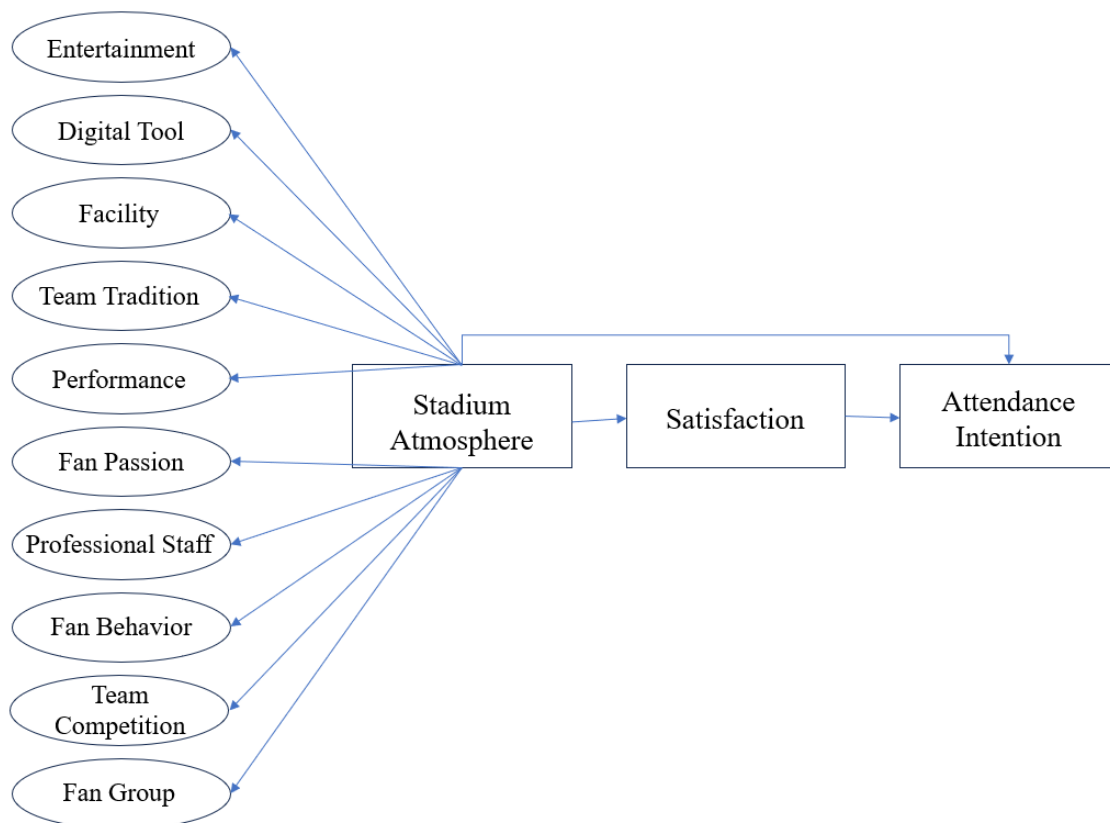 Entertainment
Digital Tool
Facility
Team Tradition
Performance
Fan Passion
Professional Staff
Fan Behavior
Team
Competition
Fan Group
Stadium
Atmosphere
Satisfaction
Attendance
Intention